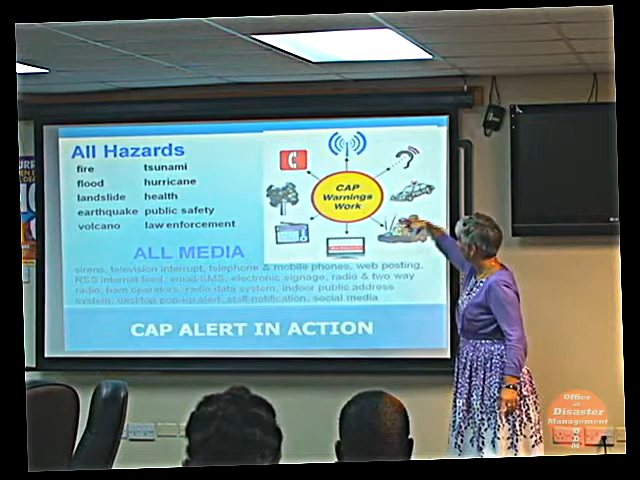 All Hazards
fire tsunami
flood hurricane
landslide health
earthquake public safety
volcano law enforcement
CAP
Warnings
Work
ALL MEDIA
sirens, television interrupt, telephone & mobile phones, web posting,
RSS internet feed, email/SMS, electronic signage, radio & two way
radio, ham operators, radio data system, indoor public address
system, desktop pop-up alert, staff notification, social media
CAP ALERT IN ACTION
Office
of
Disaster
Management
ODM